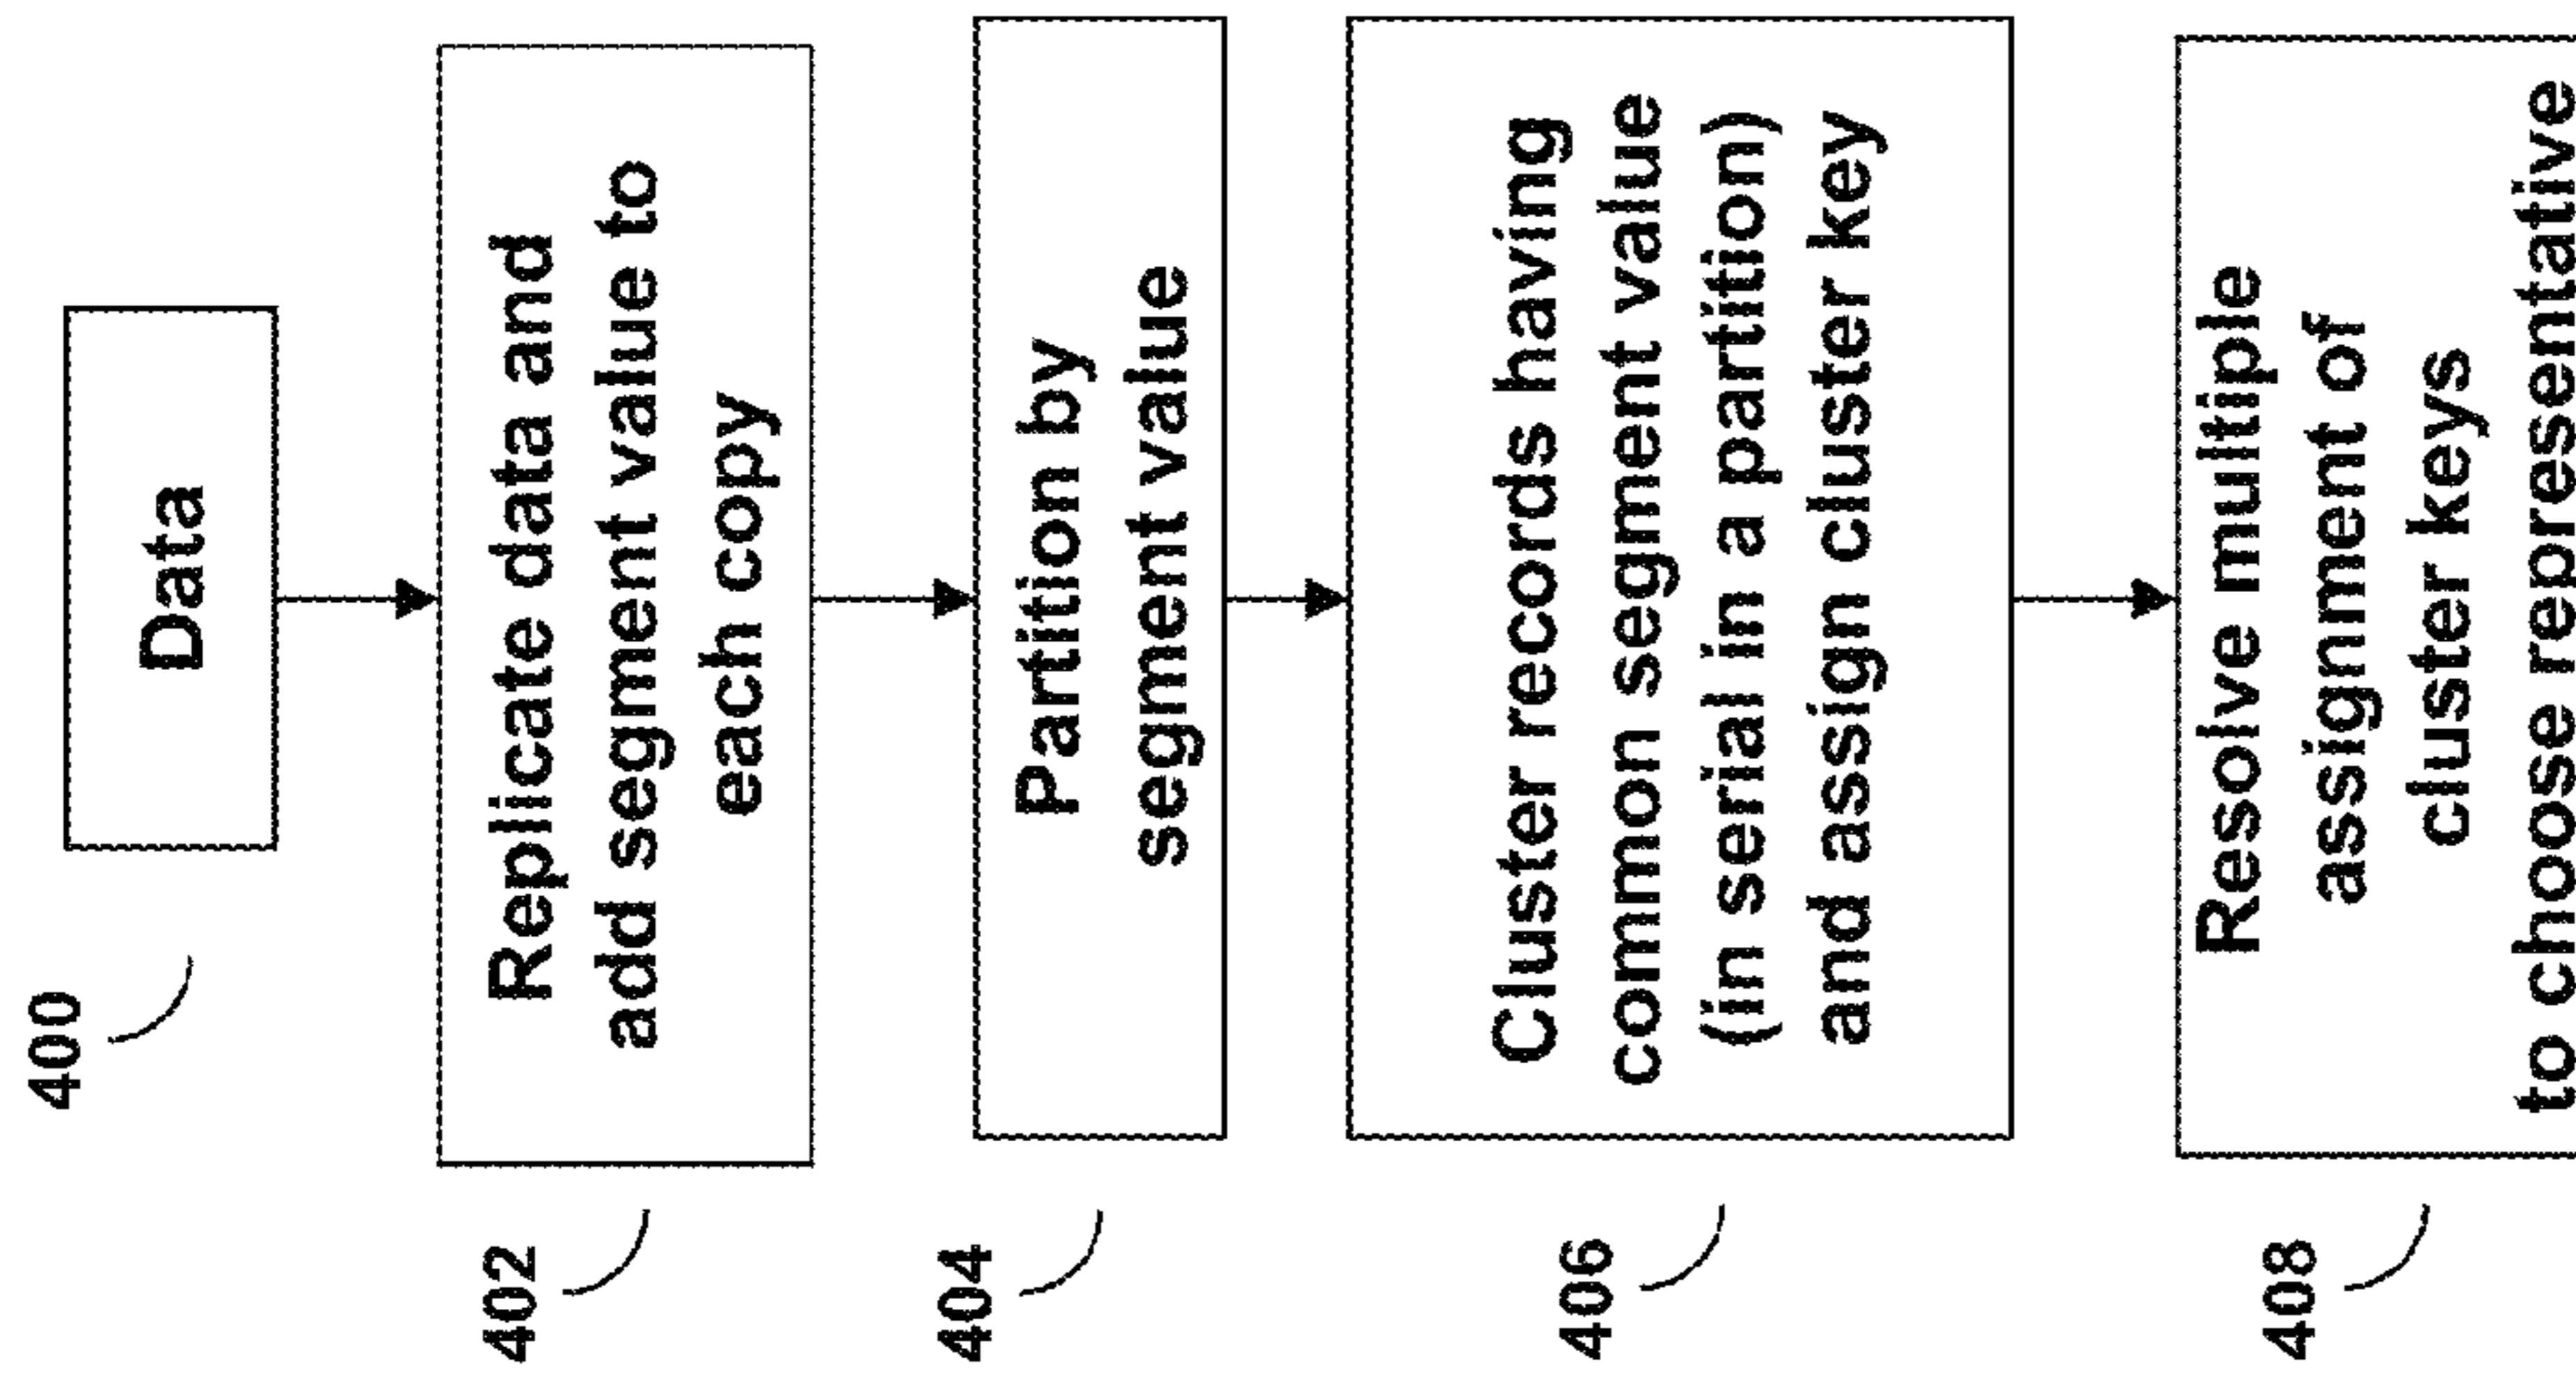 400
Data
402
Replicate data and
add segment value to
each copy
404
Partition by
segment value
406
Cluster records having
common segment value
(in serial in a partition)
and assign cluster key
408
Resolve multiple
assignment of
cluster keys
to choose representative